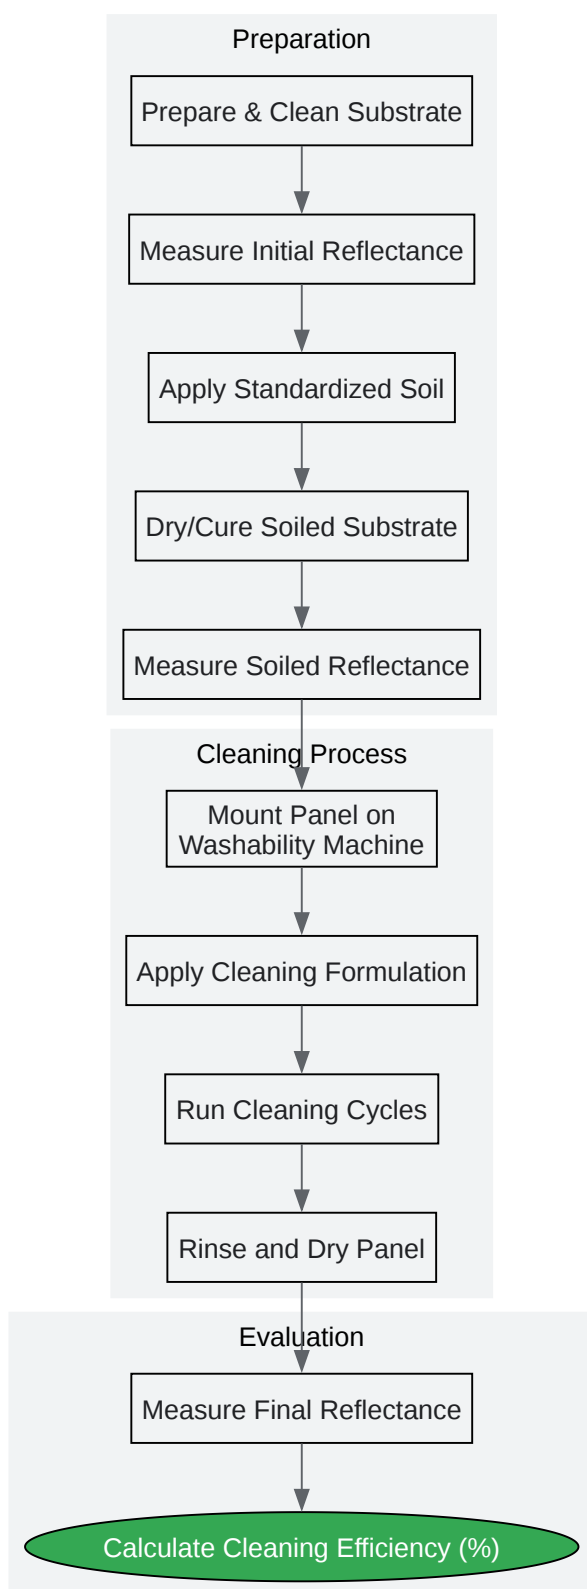 Preparation
Prepare & Clean Substrate
Measure Initial Reflectance
Apply Standardized Soil
Dry/Cure Soiled Substrate
Measure Soiled Reflectance
Cleaning Process
Mount Panel on
Washability Machine
Apply Cleaning Formulation
Run Cleaning Cycles
Rinse and Dry Panel
Evaluation
Measure Final Reflectance
Calculate Cleaning Efficiency (%)